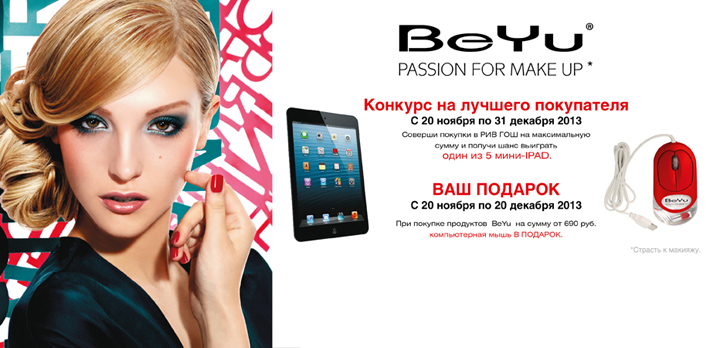 BeYu®
PASSION FOR MAKE UP *
Конкурс на лучшего покупателя
С 20 ноября по 31 декабря 2013
Соверши покупки в РИВ ГОШ на максимальную
сумму и получи шанс выиграть
один из 5 мини-IPAD.
ВАШ ПОДАРОК
С 20 ноября по 20 декабря 2013
При покупке продуктов BeYu на сумму от 690 руб.
компьютерная мышь В ПОДАРОК.
BeYu
*Страсть к макияжу.